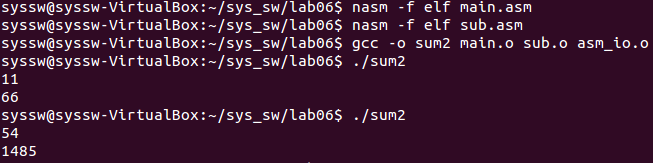 syssw@syssw-VirtualBox:~/sys_sw/lab06$ nasm -f elf main.asm
syssw@syssw-VirtualBox:~/sys_sw/lab06$ nasm -f elf sub.asm
syssw@syssw-VirtualBox:~/sys_sw/lab06$ gcc -o sum2 main.o sub.o asm_io.o
syssw@syssw-VirtualBox:~/sys_sw/lab06$ ./sum2
11
66
syssw@syssw-VirtualBox:~/sys_sw/lab06$ ./sum2
54
1485